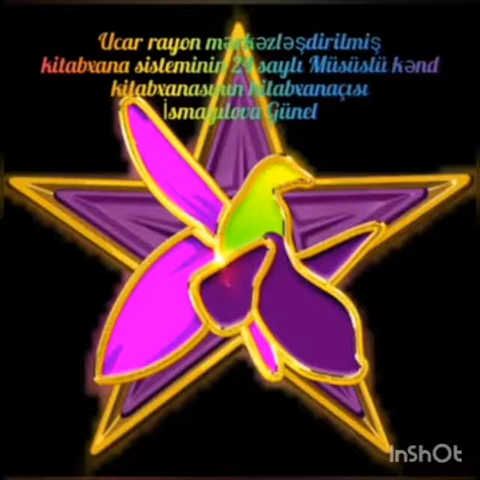 Ucar rayon mərkəzləşdirilmiş
kitabxana sisteminin 24 saylı Müsüslü kənd
kitabxanasının kitabxanaçısı
İsmayılova Günel
InShOt